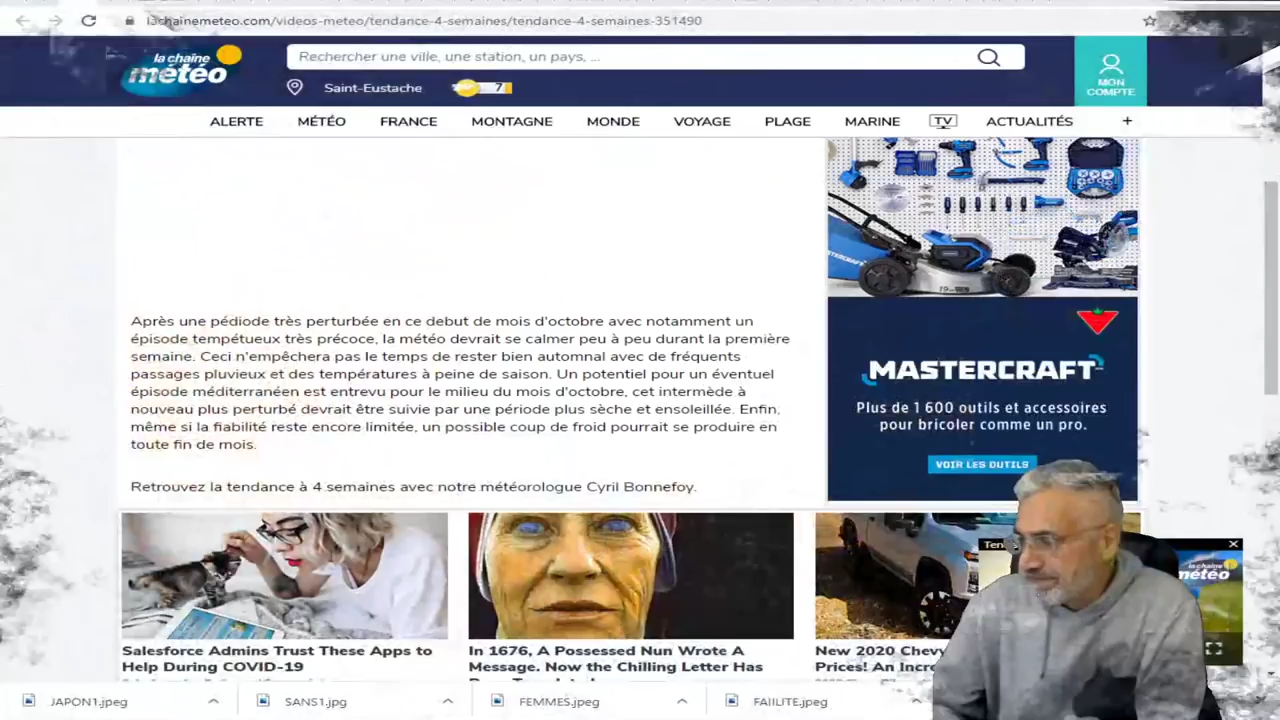 lachainemeteo.com/videos-meteo/tendance-4-semaines/tendance-4-semaines-351490
la chaîne
météo
Rechercher une ville, une station, un pays, ...
MON
COMPTE
Saint-Eustache
7
ALERTE MÉTÉO FRANCE MONTAGNE MONDE VOYAGE PLAGE MARINE TV ACTUALITÉS +
Après une pédiode très perturbée en ce debut de mois d'octobre avec notamment un
épisode tempétueux très précoce, la météo devrait se calmer peu à peu durant la première
semaine. Ceci n'empêchera pas le temps de rester bien automnal avec de fréquents
passages pluvieux et des températures à peine de saison. Un potentiel pour un éventuel
épisode méditerranéen est entrevu pour le milieu du mois d'octobre, cet intermède à
nouveau plus perturbé devrait être suivie par une période plus sèche et ensoleillée. Enfin,
même si la fiabilité reste encore limitée, un possible coup de froid pourrait se produire en
toute fin de mois.
Retrouvez la tendance à 4 semaines avec notre météorologue Cyril Bonnefoy.
MASTERCRAFT
Plus de 1 600 outils et accessoires
pour bricoler comme un pro.
VOIR LES OUTILS
la chaîne
météo
Salesforce Admins Trust These Apps to
Help During COVID-19
In 1676, A Possessed Nun Wrote A
Message. Now the Chilling Letter Has
New 2020 Chevy
Prices! An
JAPON1.jpeg
SANS1.jpg
FEMMES.jpeg
FAIILITE.jpeg